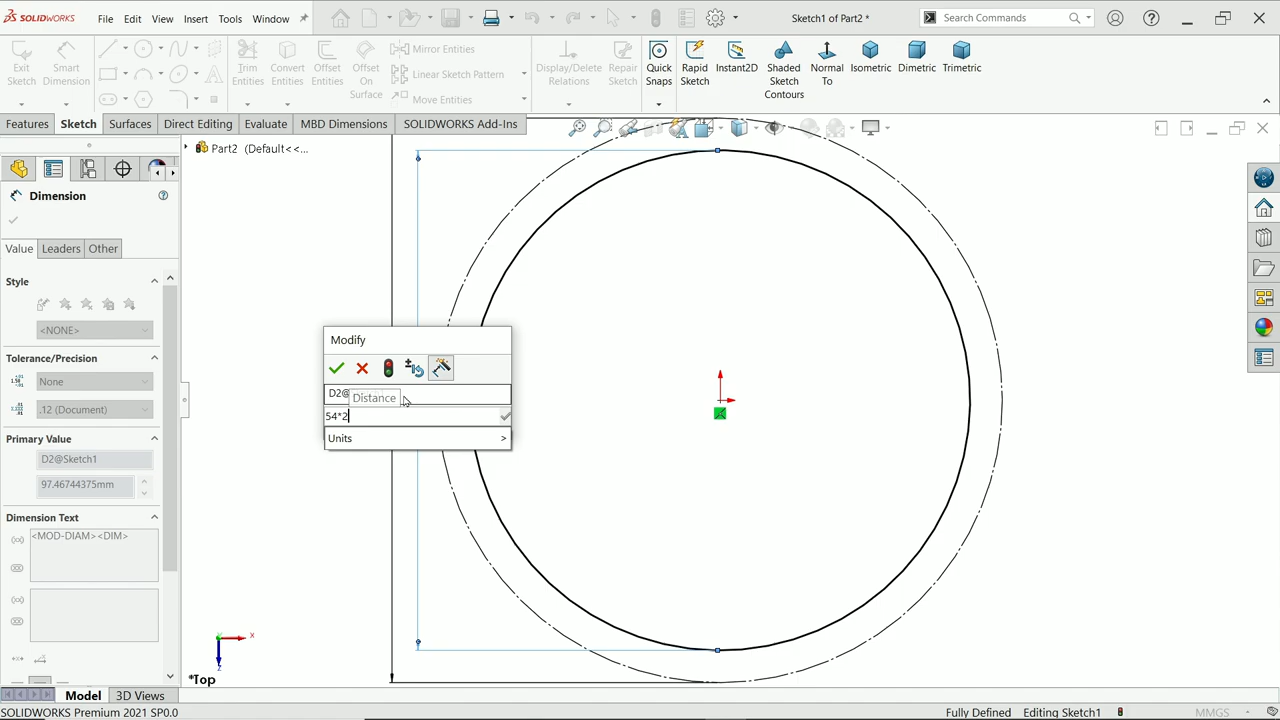 SOLIDWORKS
File
Edit
View
Insert
Tools
Window
Sketch1 of Part2 *
Search Commands
Exit
Sketch
Smart
Dimension
Trim
Entities
Convert
Entities
Offset
Entities
Offset
On
Surface
Mirror Entities
Linear Sketch Pattern
Move Entities
Display/Delete
Relations
Repair
Sketch
Quick
Snaps
Rapid
Sketch
Instant2D
Shaded
Sketch
Contours
Normal
To
Isometric
Dimetric
Trimetric
Features
Sketch
Surfaces
Direct Editing
Evaluate
MBD Dimensions
SOLIDWORKS Add-Ins
Part2 (Default<<...
Dimension
Value
Leaders
Other
Style
<NONE>
Tolerance/Precision
None
.12 (Document)
Primary Value
D2@Sketch1
97.46744375mm
Dimension Text
<MOD-DIAM><DIM>
Modify
D2@
Distance
54*2
Units >
*Top
Model
3D Views
SOLIDWORKS Premium 2021 SP0.0
Fully Defined
Editing Sketch1
MMGS